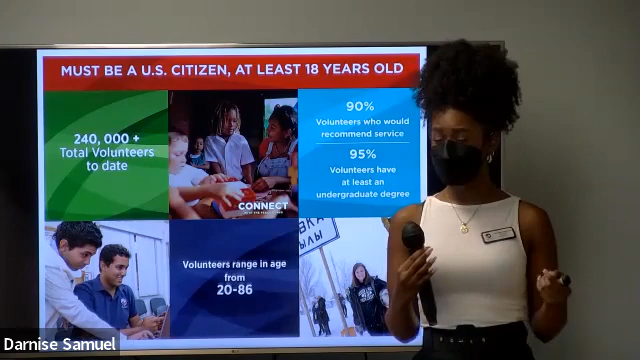 MUST BE A U.S. CITIZEN, AT LEAST 18 YEARS OLD
240,000 +
Total Volunteers
to date
CONNECT
90%
Volunteers who would
recommend service
95%
Volunteers have
at least an
undergraduate degree
Volunteers range in age
from
20-86
Darnise Samuel